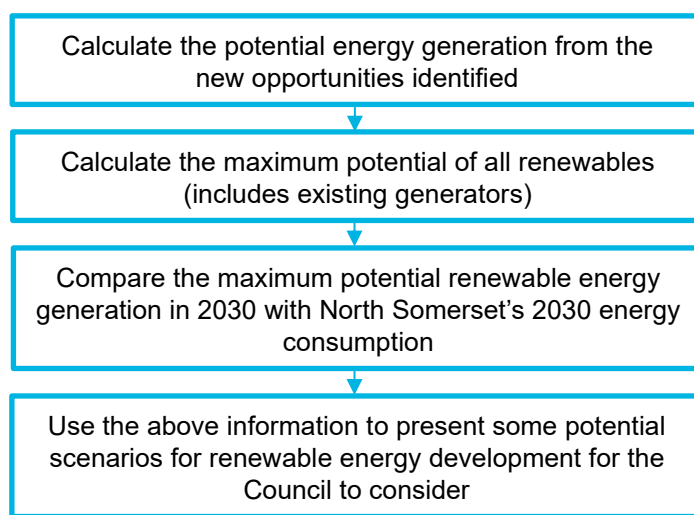 Calculate the potential energy generation from the
new opportunities identified
Calculate the maximum potential of all renewables
(includes existing generators)
Compare the maximum potential renewable energy
generation in 2030 with North Somerset’s 2030 energy
consumption
Use the above information to present some potential
scenarios for renewable energy development for the
Council to consider